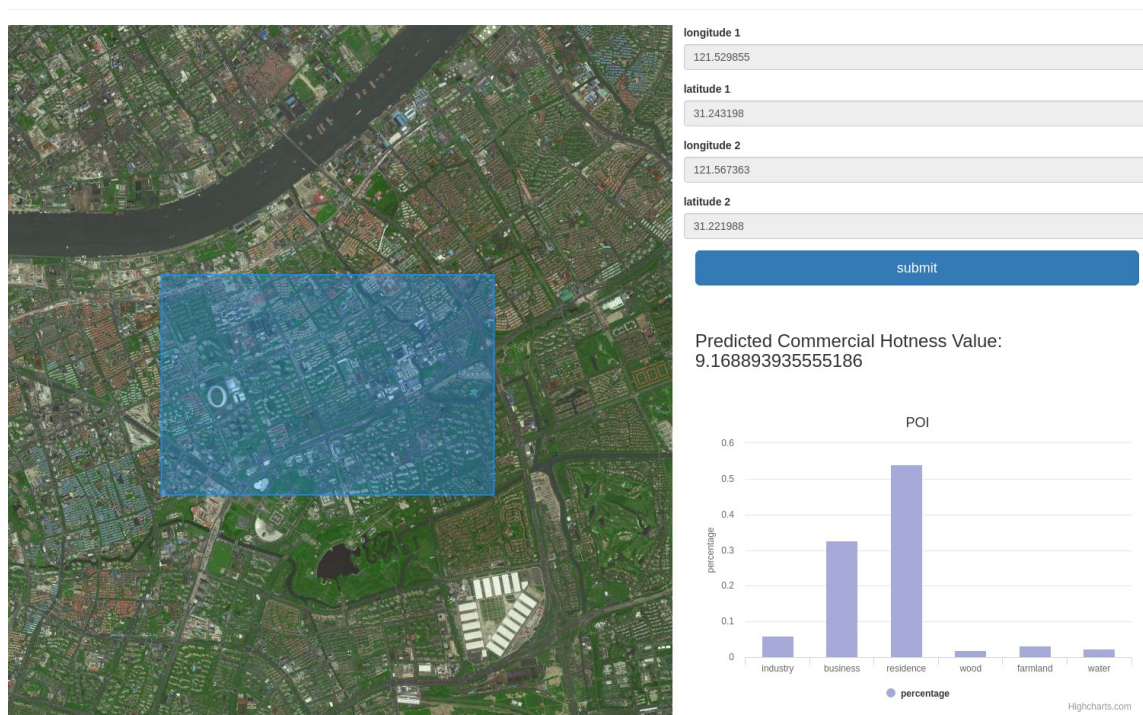 longitude 1
121.529855
latitude 1
31.243198
longitude 2
121.567363
latitude 2
31.221988
submit
Predicted Commercial Hotness Value:
9.168893935555186
POI
0.6
0.5
0.4
0.3
0.2
0.1
0
percentage
industry business residence wood farmland water
percentage
Highcharts.com